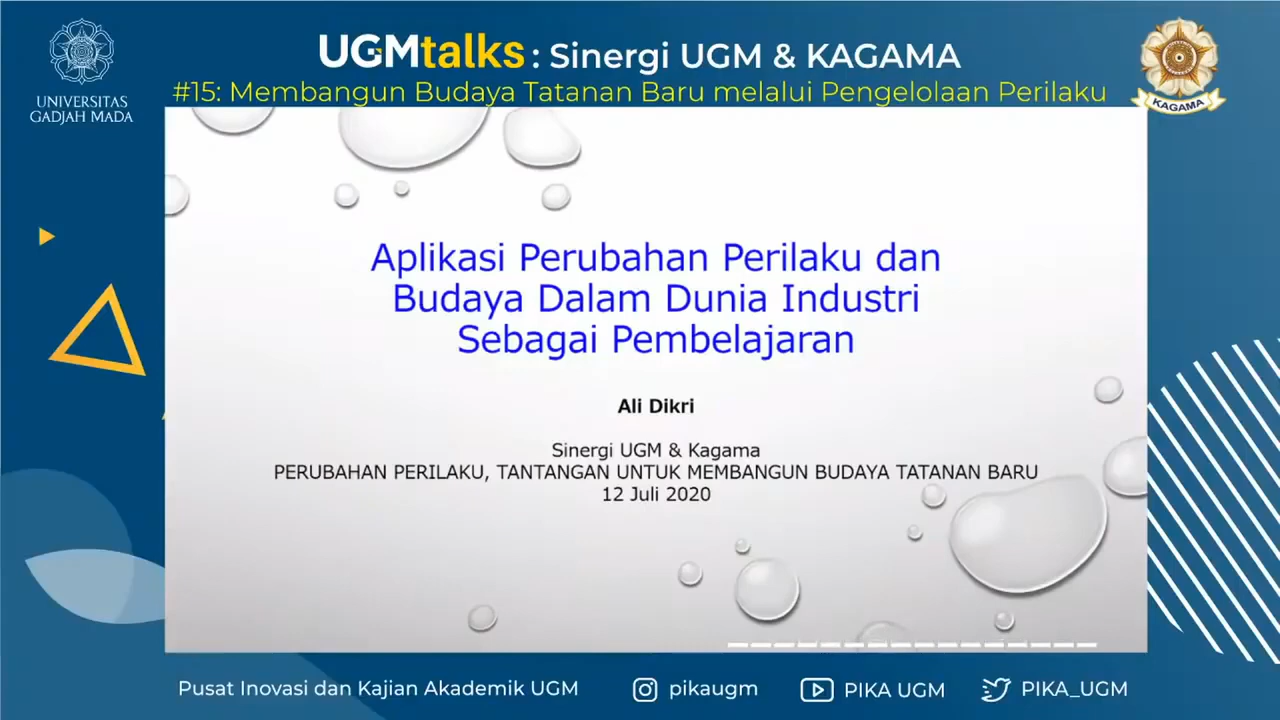 UGMtalks : Sinergi UGM & KAGAMA
#15: Membangun Budaya Tatanan Baru melalui Pengelolaan Perilaku
UNIVERSITAS
GADJAH MADA
KAGAMA
Aplikasi Perubahan Perilaku dan
Budaya Dalam Dunia Industri
Sebagai Pembelajaran
Ali Dikri
Sinergi UGM & Kagama
PERUBAHAN PERILAKU, TANTANGAN UNTUK MEMBANGUN BUDAYA TATANAN BARU
12 Juli 2020
Pusat Inovasi dan Kajian Akademik UGM
pikaugm
PIKA UGM
PIKA_UGM